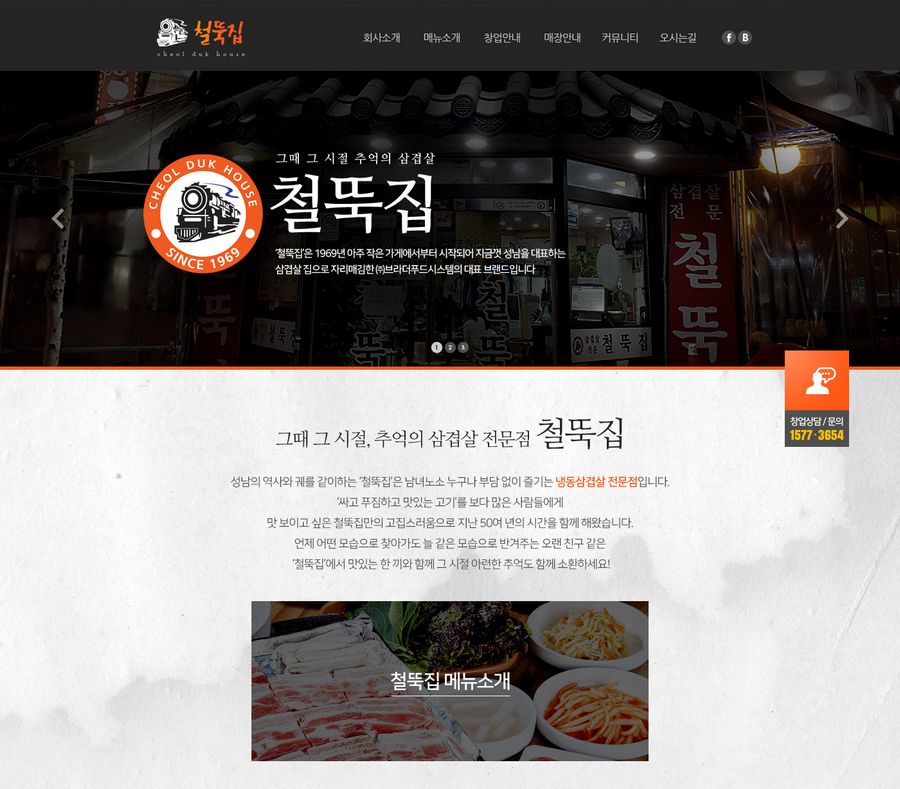 철뚝집
cheol duk house
회사소개 메뉴소개 창업안내 매장안내 커뮤니티 오시는길 f B
그때 그 시절 추억의 삼겹살
철뚝집
CHEOL DUK HOUSE
SINCE 1969
'철뚝집'은 1969년 아주 작은 가게에서부터 시작되어 지금껏 성남을 대표하는
삼겹살 집으로 자리매김한 ㈜브라더푸드시스템의 대표 브랜드입니다
삼겹살
전문
철뚝
철뚝
뚝
삼겹살
전문 철뚝집
1 2 3
창업상담 / 문의
1577-3654
그때 그 시절, 추억의 삼겹살 전문점 철뚝집
성남의 역사와 궤를 같이하는 '철뚝집'은 남녀노소 누구나 부담 없이 즐기는 냉동삼겹살 전문점입니다.
'싸고 푸짐하고 맛있는 고기'를 보다 많은 사람들에게
맛 보이고 싶은 철뚝집만의 고집스러움으로 지난 50여 년의 시간을 함께 해왔습니다.
언제 어떤 모습으로 찾아가도 늘 같은 모습으로 반겨주는 오랜 친구 같은
'철뚝집'에서 맛있는 한 끼와 함께 그 시절 아련한 추억도 함께 소환하세요!
철뚝집 메뉴소개